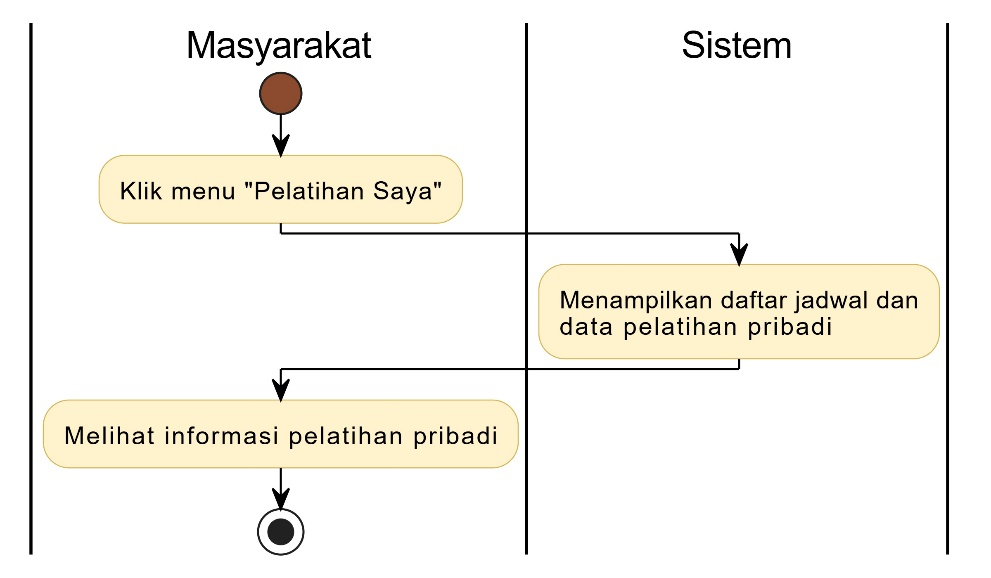 Masyarakat
Sistem
Klik menu "Pelatihan Saya"
Menampilkan daftar jadwal dan
data pelatihan pribadi
Melihat informasi pelatihan pribadi